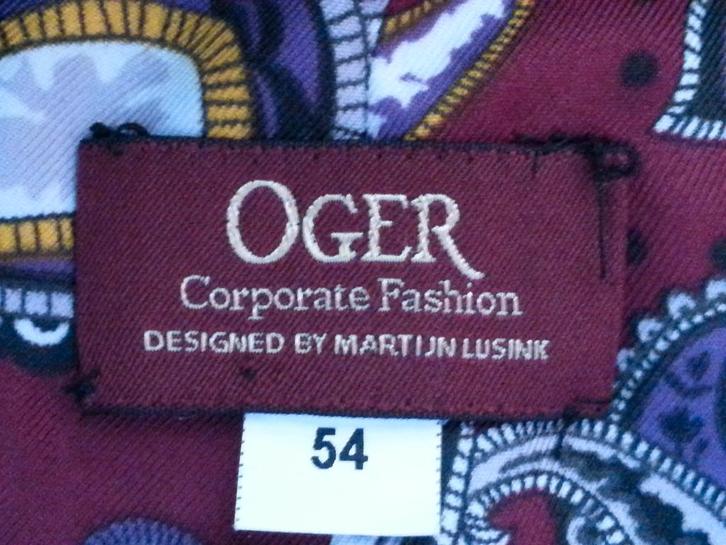 OGER
Corporate Fashion
DESIGNED BY MARTIJN LUSINK
54